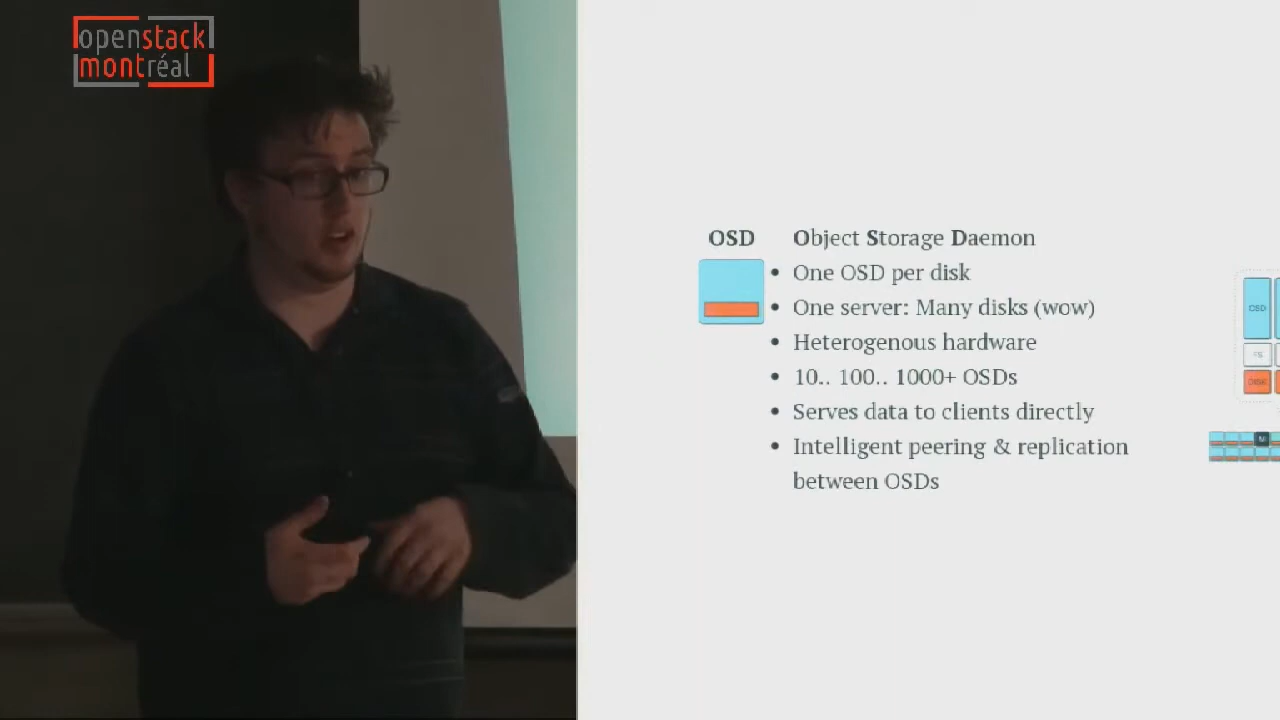 openstack
montréal
OSD
Object Storage Daemon
• One OSD per disk
• One server: Many disks (wow)
• Heterogenous hardware
• 10.. 100.. 1000+ OSDs
• Serves data to clients directly
• Intelligent peering & replication
between OSDs
OSD
FS
DISK
M